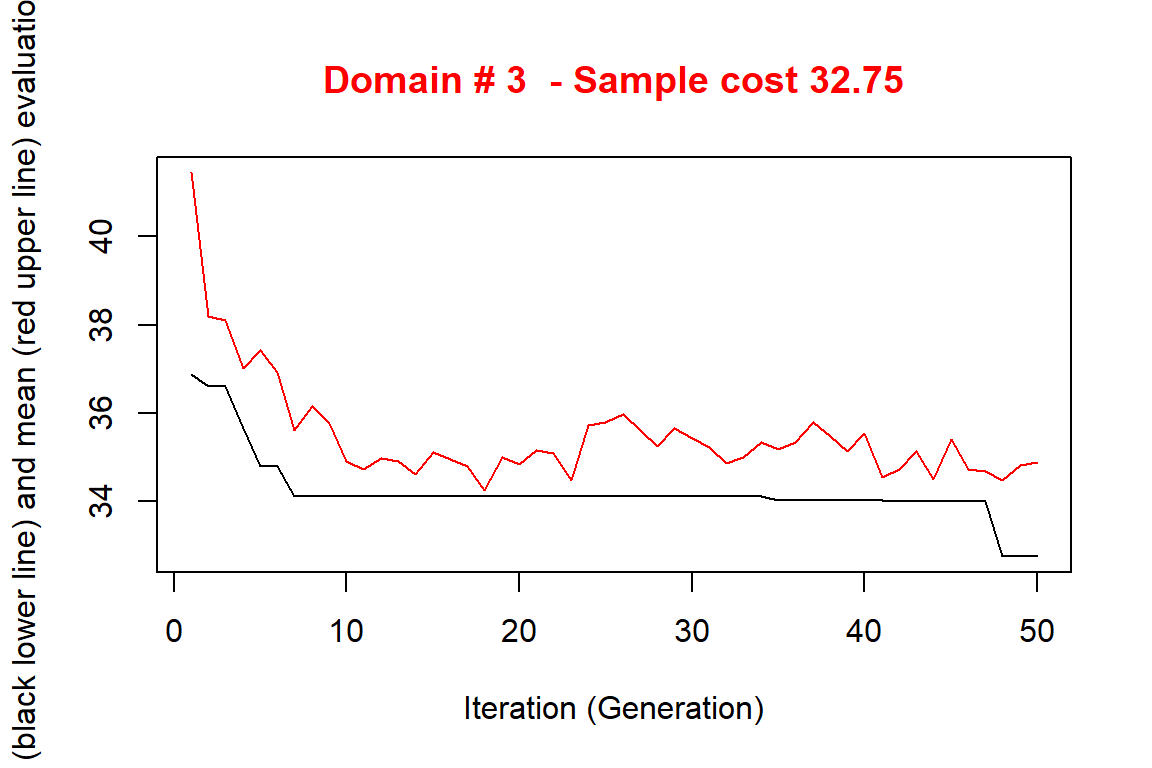 Domain # 3  - Sample cost 32.75
(black lower line) and mean (red upper line) evaluatio
40
38
36
34
0 10 20 30 40 50
Iteration (Generation)